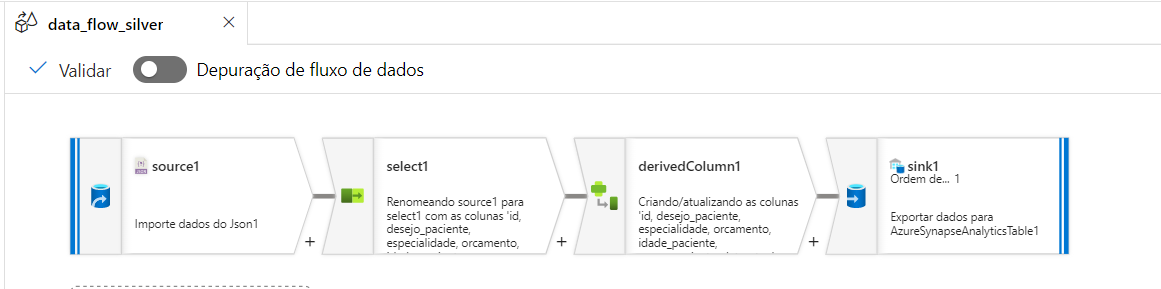 data_flow_silver
Validar
Depuração de fluxo de dados
source1
Importe dados do Json1
+
select1
Renomeando source1 para
select1 com as colunas 'id,
desejo_paciente,
especialidade, orcamento,
+
derivedColumn1
Criando/atualizando as colunas
'id, desejo_paciente,
especialidade, orcamento,
idade_paciente,
+
sink1
Ordem de... 1
Exportar dados para
AzureSynapseAnalyticsTable1